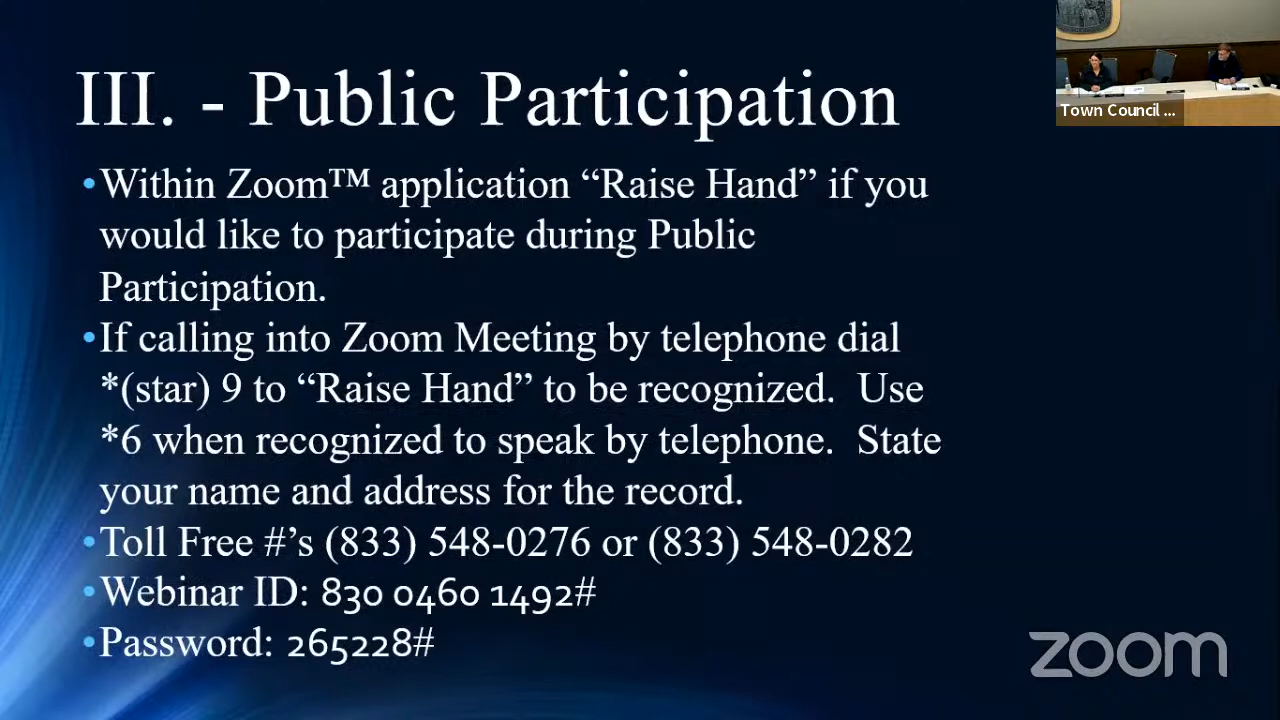 III. - Public Participation
Town Council ...
•Within Zoom™ application “Raise Hand” if you
would like to participate during Public
Participation.
•If calling into Zoom Meeting by telephone dial
*(star) 9 to “Raise Hand” to be recognized.  Use
*6 when recognized to speak by telephone.  State
your name and address for the record.
•Toll Free #’s (833) 548-0276 or (833) 548-0282
•Webinar ID: 830 0460 1492#
•Password: 265228#
zoom